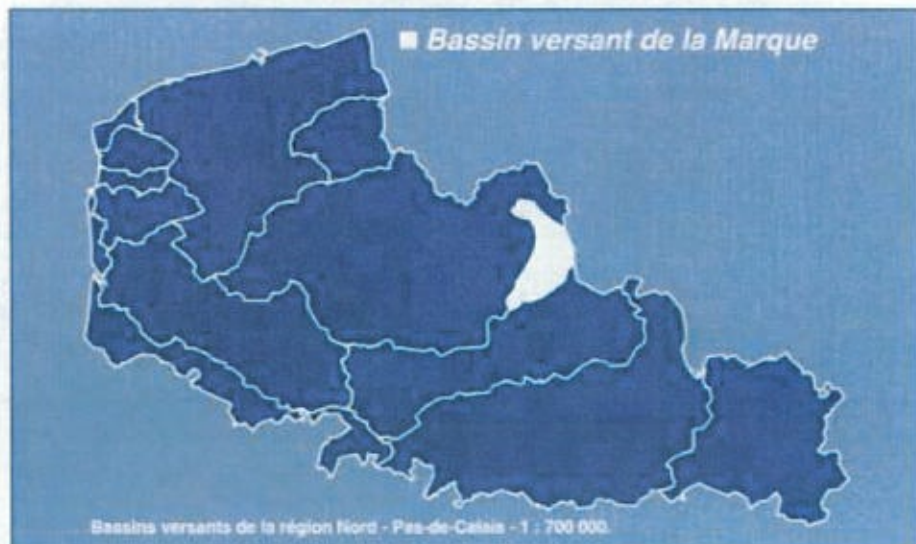 Bassin versant de la Marque
Bassins versants de la région Nord - Pas-de-Calais - 1 : 700 000.